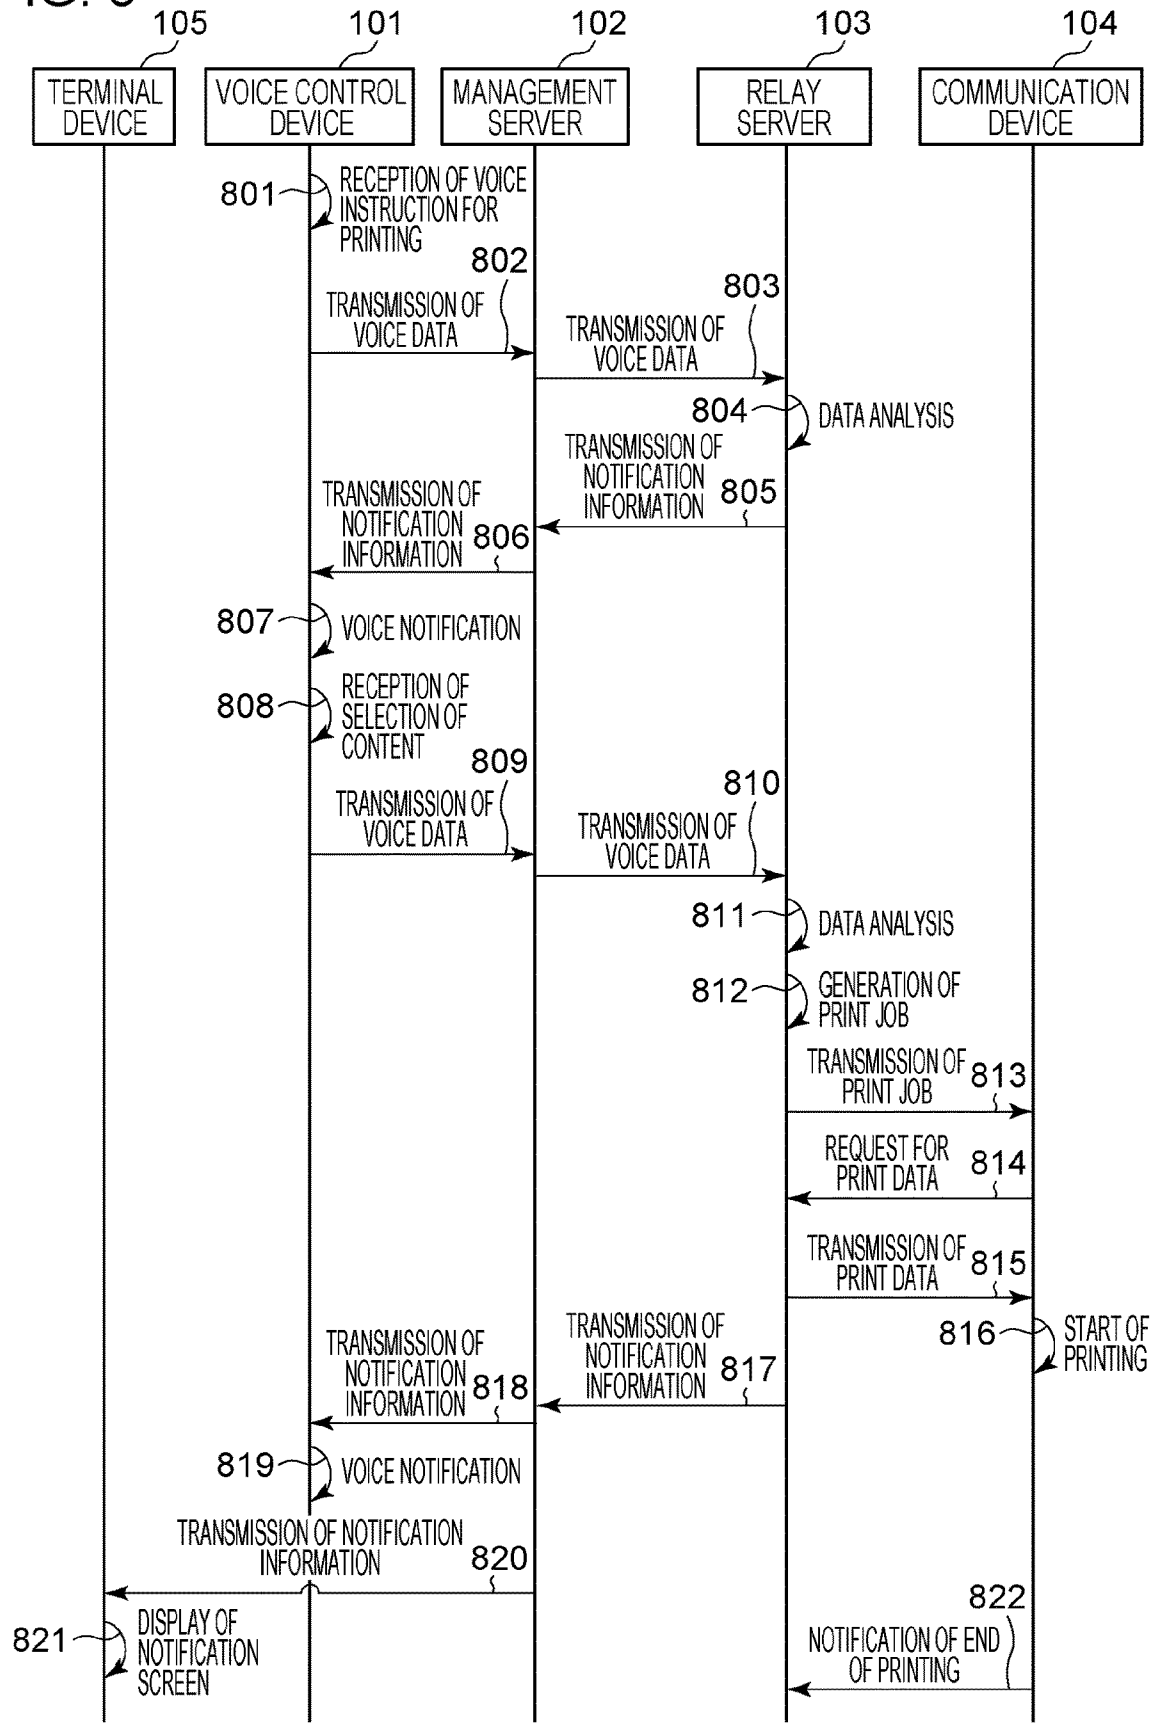 105
101
102
103
104
TERMINAL
DEVICE
VOICE CONTROL
DEVICE
MANAGEMENT
SERVER
RELAY
SERVER
COMMUNICATION
DEVICE
801
RECEPTION OF VOICE
INSTRUCTION FOR
PRINTING
802
TRANSMISSION OF
VOICE DATA
803
TRANSMISSION OF
VOICE DATA
804
DATA ANALYSIS
TRANSMISSION OF
NOTIFICATION
INFORMATION
805
TRANSMISSION OF
NOTIFICATION
INFORMATION
806
807
VOICE NOTIFICATION
808
RECEPTION OF
SELECTION OF
CONTENT
809
TRANSMISSION OF
VOICE DATA
810
TRANSMISSION OF
VOICE DATA
811
DATA ANALYSIS
812
GENERATION OF
PRINT JOB
TRANSMISSION OF
PRINT JOB
813
REQUEST FOR
PRINT DATA
814
TRANSMISSION OF
PRINT DATA
815
816
START OF
PRINTING
TRANSMISSION OF
NOTIFICATION
INFORMATION
817
TRANSMISSION OF
NOTIFICATION
INFORMATION
818
819
VOICE NOTIFICATION
TRANSMISSION OF NOTIFICATION
INFORMATION
820
821
DISPLAY OF
NOTIFICATION
SCREEN
822
NOTIFICATION OF END
OF PRINTING